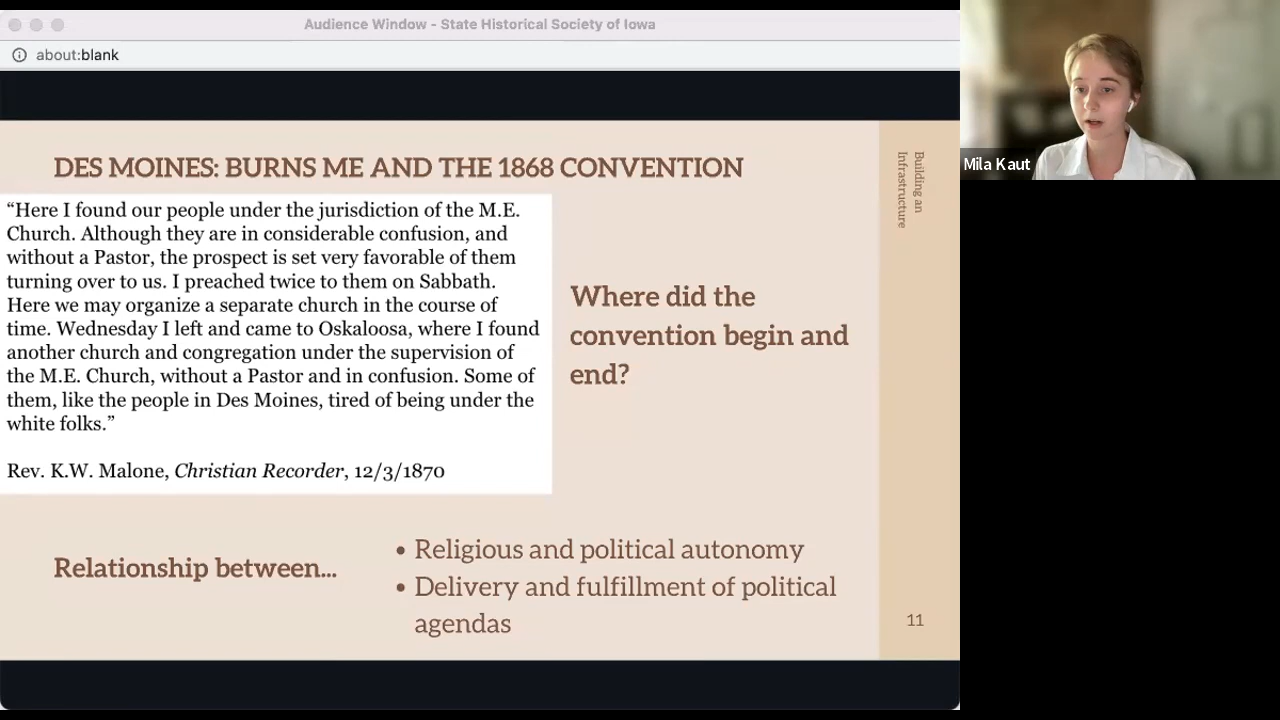 Audience Window - State Historical Society of Iowa
about:blank
DES MOINES: BURNS ME AND THE 1868 CONVENTION
“Here I found our people under the jurisdiction of the M.E.
Church. Although they are in considerable confusion, and
without a Pastor, the prospect is set very favorable of them
turning over to us. I preached twice to them on Sabbath.
Here we may organize a separate church in the course of
time. Wednesday I left and came to Oskaloosa, where I found
another church and congregation under the supervision of
the M.E. Church, without a Pastor and in confusion. Some of
them, like the people in Des Moines, tired of being under the
white folks.”
Rev. K.W. Malone, Christian Recorder, 12/3/1870
Where did the
convention begin and
end?
Relationship between...
• Religious and political autonomy
• Delivery and fulfillment of political
agendas
Building an
Infrastructure
11
Mila Kaut